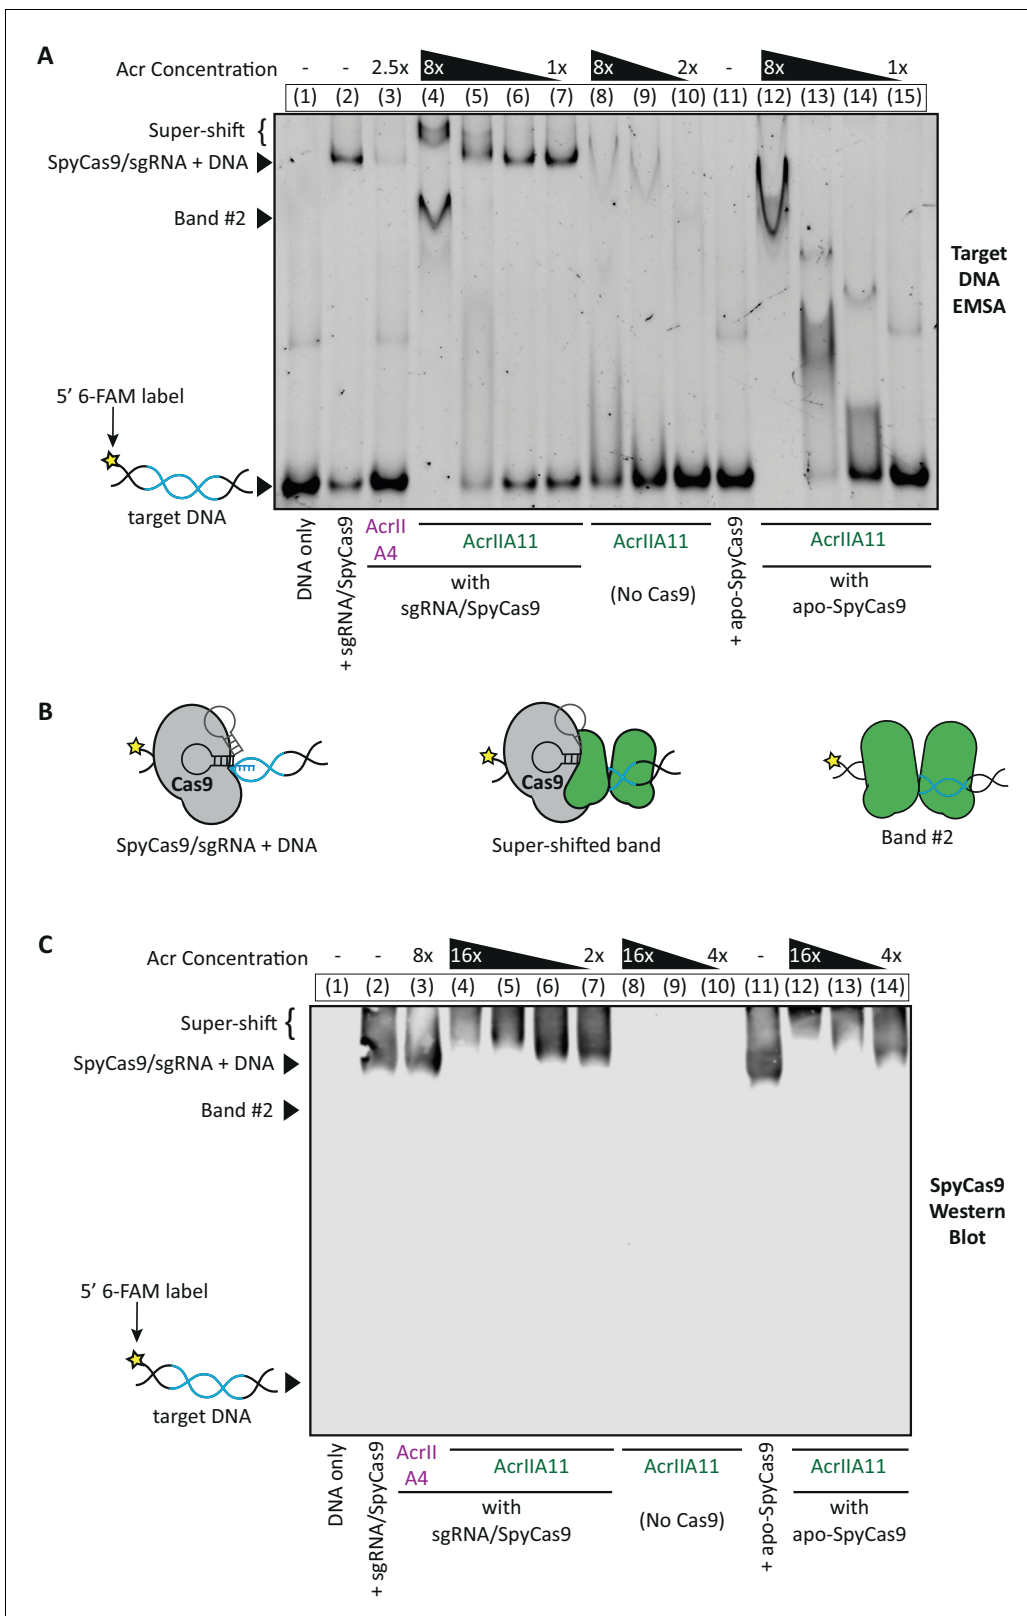 A
Acr Concentration - - 2.5x 8x 1x 8x 2x - 8x 1x
(1) (2) (3) (4) (5) (6) (7) (8) (9) (10) (11) (12) (13) (14) (15)
Super-shift {
SpyCas9/sgRNA + DNA
Band #2
Target
DNA
EMSA
5' 6-FAM label
target DNA
DNA only
+ sgRNA/SpyCas9
AcrII
A4
AcrIIA11
with
sgRNA/SpyCas9
AcrIIA11
(No Cas9)
+ apo-SpyCas9
AcrIIA11
with
apo-SpyCas9
B
Cas9
SpyCas9/sgRNA + DNA
Cas9
Super-shifted band
Band #2
C
Acr Concentration - - 8x 16x 2x 16x 4x - 16x 4x
(1) (2) (3) (4) (5) (6) (7) (8) (9) (10) (11) (12) (13) (14)
Super-shift {
SpyCas9/sgRNA + DNA
Band #2
SpyCas9
Western
Blot
5' 6-FAM label
target DNA
DNA only
+ sgRNA/SpyCas9
AcrII
A4
AcrIIA11
with
sgRNA/SpyCas9
AcrIIA11
(No Cas9)
+ apo-SpyCas9
AcrIIA11
with
apo-SpyCas9